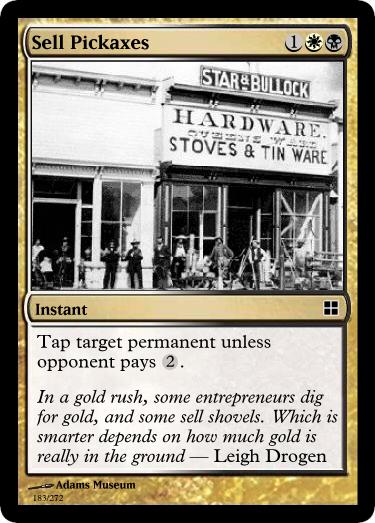 Sell Pickaxes 1
STAR & BULLOCK
HARDWARE.
QUEENS WARE
STOVES & TIN WARE
Instant
Tap target permanent unless
opponent pays 2 .
In a gold rush, some entrepreneurs dig
for gold, and some sell shovels. Which is
smarter depends on how much gold is
really in the ground — Leigh Drogen
Adams Museum
183/272